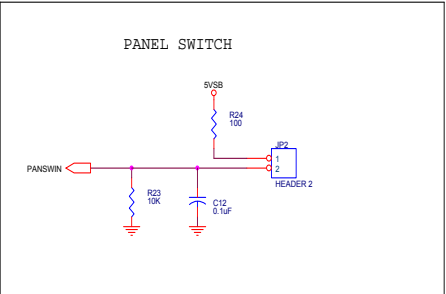 PANEL SWITCH
5VSB
R24
100
JP2
1
2
HEADER 2
PANSWIN
R23
10K
C12
0.1uF